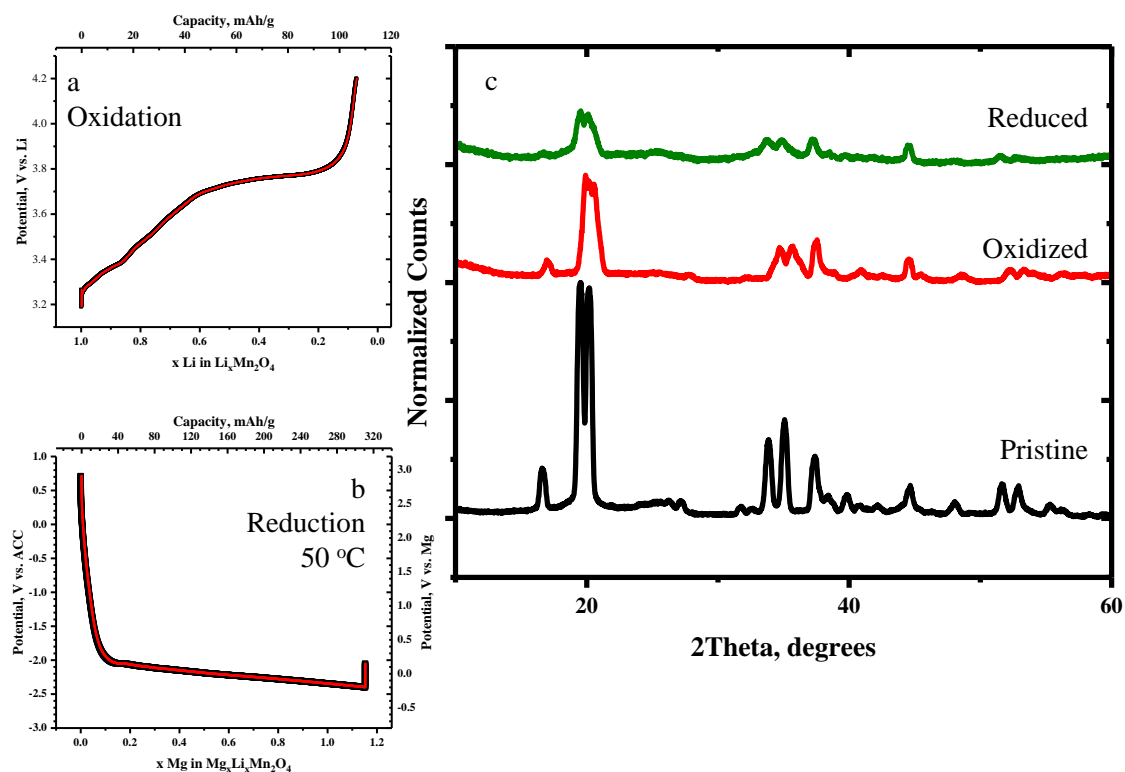 Capacity, mAh/g
0 20 40 60 80 100 120
a
Oxidation
Potential, V vs. Li
4.2
4.0
3.8
3.6
3.4
3.2
1.0 0.8 0.6 0.4 0.2 0.0
x Li in LiₓMn₂O₄
Capacity, mAh/g
0 40 80 120 160 200 240 280 320
b
Reduction
50 °C
Potential, V vs. ACC
1.0
0.5
0.0
-0.5
-1.0
-1.5
-2.0
-2.5
-3.0
Potential, V vs. Mg
3.0
2.5
2.0
1.5
1.0
0.5
0.0
-0.5
0.0 0.2 0.4 0.6 0.8 1.0 1.2
x Mg in MgₓLiₓMn₂O₄
c
Normalized Counts
Reduced
Oxidized
Pristine
20 40 60
2Theta, degrees